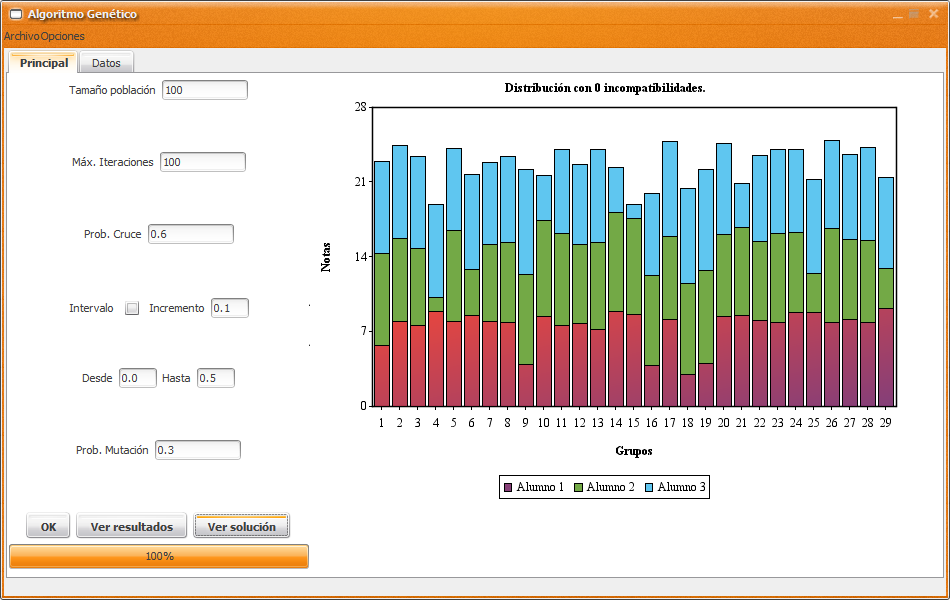 Algoritmo Genético
Archivo Opciones
Principal Datos
Tamaño población 100
Máx. Iteraciones 100
Prob. Cruce 0.6
Intervalo Incremento 0.1
Desde 0.0 Hasta 0.5
Prob. Mutación 0.3
OK Ver resultados Ver solución
100%
Distribución con 0 incompatibilidades.
28
21
14
7
0
Notas
1 2 3 4 5 6 7 8 9 10 11 12 13 14 15 16 17 18 19 20 21 22 23 24 25 26 27 28 29
Grupos
Alumno 1 Alumno 2 Alumno 3